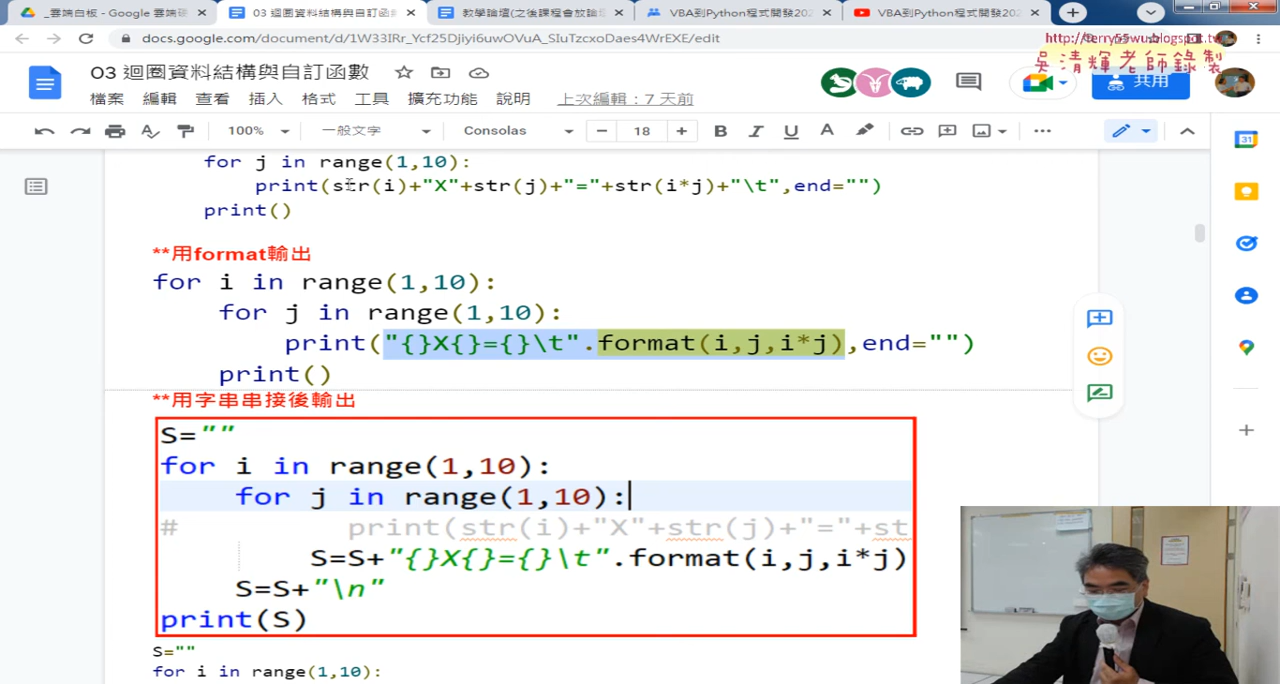 _雲端白板 - Google 雲端硬
03 迴圈資料結構與自訂函
教學論壇(之後課程會放論
VBA到Python程式開發202
VBA到Python程式開發202
docs.google.com/document/d/1W33IRr_Ycf25Djiyi6uwOVuA_SIuTzcxoDaes4WrEXE/edit
http://terry55wu.blogspot.tw
吳清輝老師錄製
03 迴圈資料結構與自訂函數
檔案 編輯 查看 插入 格式 工具 擴充功能 說明 上次編輯：7 天前
共用
100% 一般文字 Consolas 18 B I U A
for j in range(1,10):
print(str(i)+"X"+str(j)+"="+str(i*j)+"\t",end="")
print()
**用format輸出
for i in range(1,10):
for j in range(1,10):
print("{}X{}={}\t".format(i,j,i*j),end="")
print()
**用字串串接後輸出
S=""
for i in range(1,10):
for j in range(1,10):
# print(str(i)+"X"+str(j)+"="+st
S=S+"{}X{}={}\t".format(i,j,i*j)
S=S+"\n"
print(S)
S=""
for i in range(1,10):